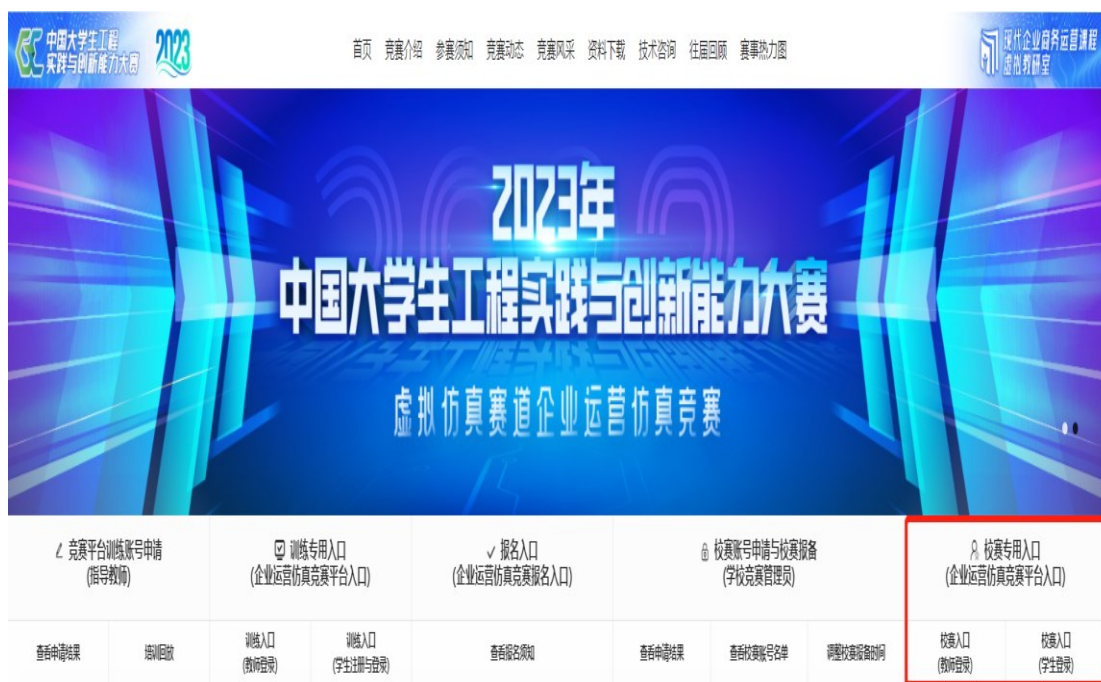 中国大学生工程
实践与创新能力大赛
2023
首页 竞赛介绍 参赛须知 竞赛动态 竞赛风采 资料下载 技术咨询 往届回顾 赛事热力图
现代企业商务运营课程
虚拟教研室
2023年
中国大学生工程实践与创新能力大赛
虚拟仿真赛道企业运营仿真竞赛
竞赛平台训练账号申请
(指导教师)
训练专用入口
(企业运营仿真竞赛平台入口)
报名入口
(企业运营仿真竞赛报名入口)
校赛账号申请与校赛报备
(学校竞赛管理员)
校赛专用入口
(企业运营仿真竞赛平台入口)
查看申请结果
培训回放
训练入口
(教师登录)
训练入口
(学生注册与登录)
查看报名须知
查看申请结果
查看校赛账号名单
调整校赛报备时间
校赛入口
(教师登录)
校赛入口
(学生登录)